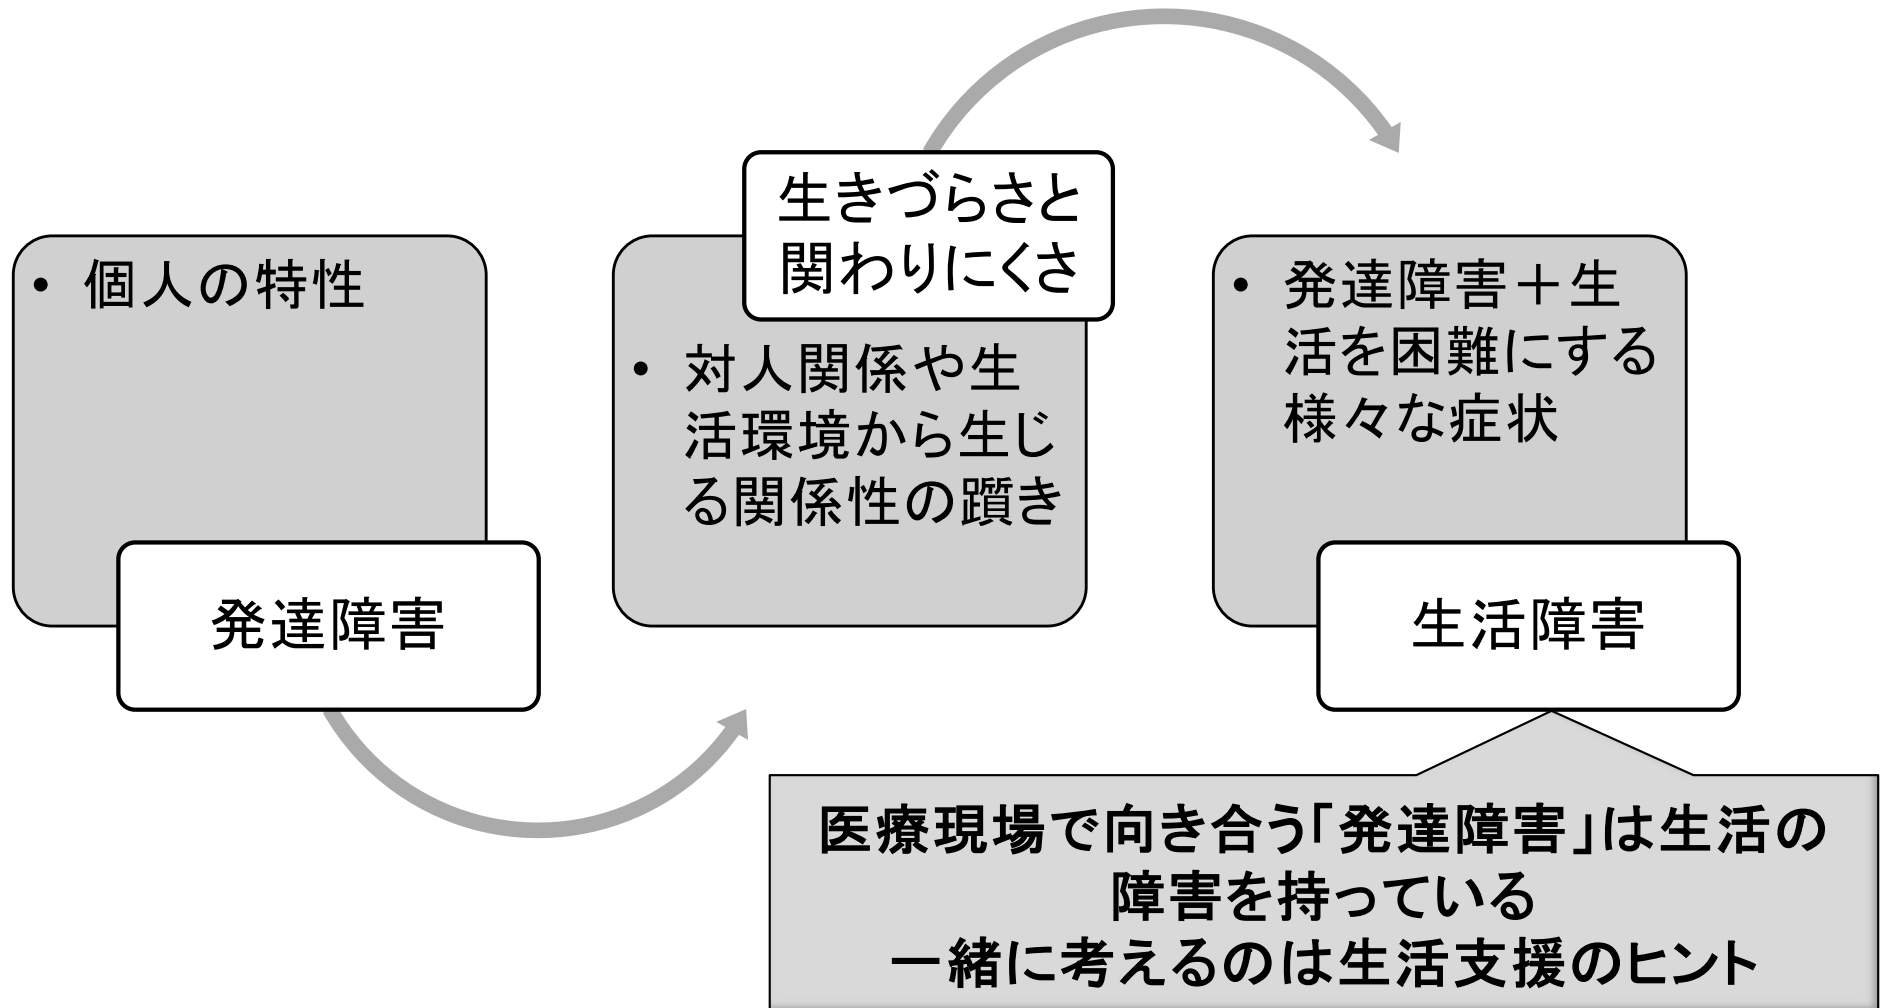 • 個人の特性
発達障害
生きづらさと
関わりにくさ
• 対人関係や生
活環境から生じ
る関係性の躓き
• 発達障害＋生
活を困難にする
様々な症状
生活障害
医療現場で向き合う「発達障害」は生活の
障害を持っている
一緒に考えるのは生活支援のヒント